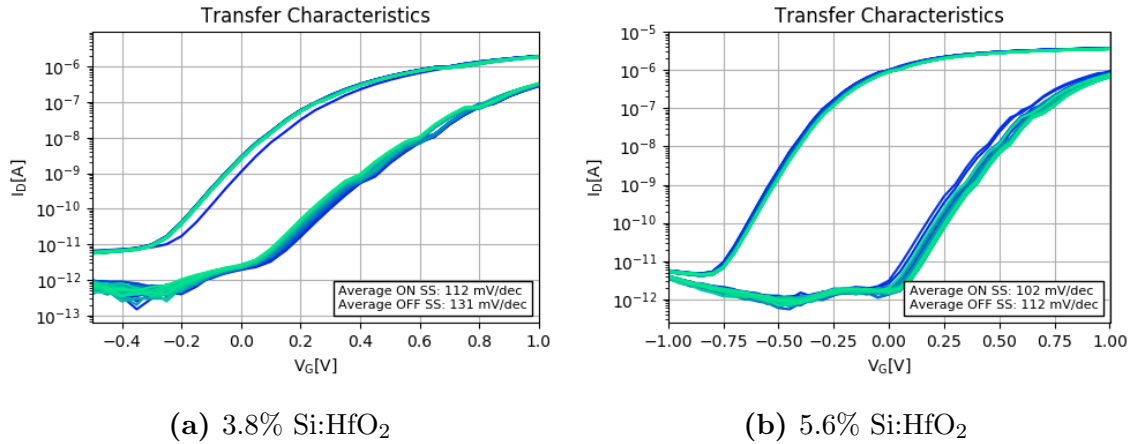 Transfer Characteristics
10⁻⁶
10⁻⁷
10⁻⁸
10⁻⁹
10⁻¹⁰
10⁻¹¹
10⁻¹²
10⁻¹³
I_D[A]
Average ON SS: 112 mV/dec
Average OFF SS: 131 mV/dec
−0.4 −0.2 0.0 0.2 0.4 0.6 0.8 1.0
V_G[V]
(a) 3.8% Si:HfO₂
Transfer Characteristics
10⁻⁵
10⁻⁶
10⁻⁷
10⁻⁸
10⁻⁹
10⁻¹⁰
10⁻¹¹
10⁻¹²
I_D[A]
Average ON SS: 102 mV/dec
Average OFF SS: 112 mV/dec
−1.00 −0.75 −0.50 −0.25 0.00 0.25 0.50 0.75 1.00
V_G[V]
(b) 5.6% Si:HfO₂